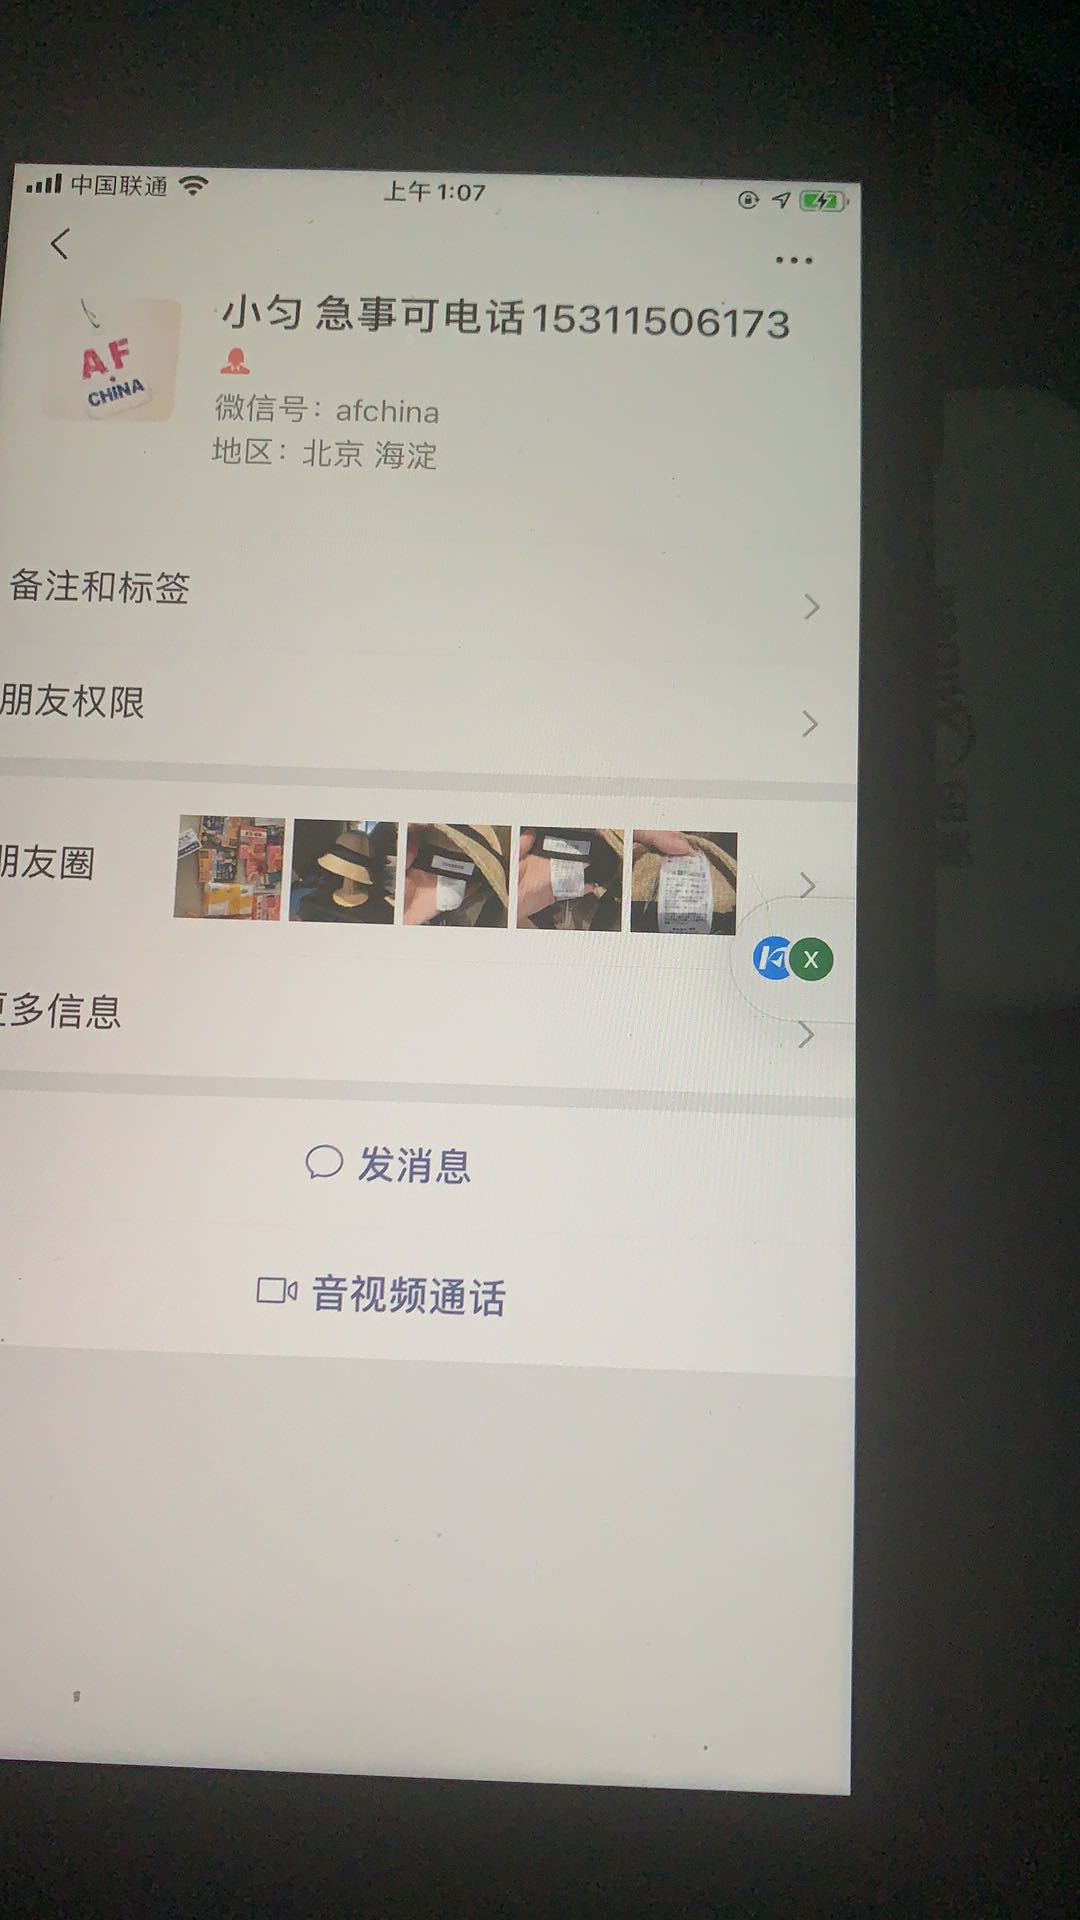 中国联通
上午1:07
小匀 急事可电话15311506173
AF
CHINA
微信号：afchina
地区：北京 海淀
备注和标签
朋友权限
朋友圈
X
多信息
发消息
音视频通话